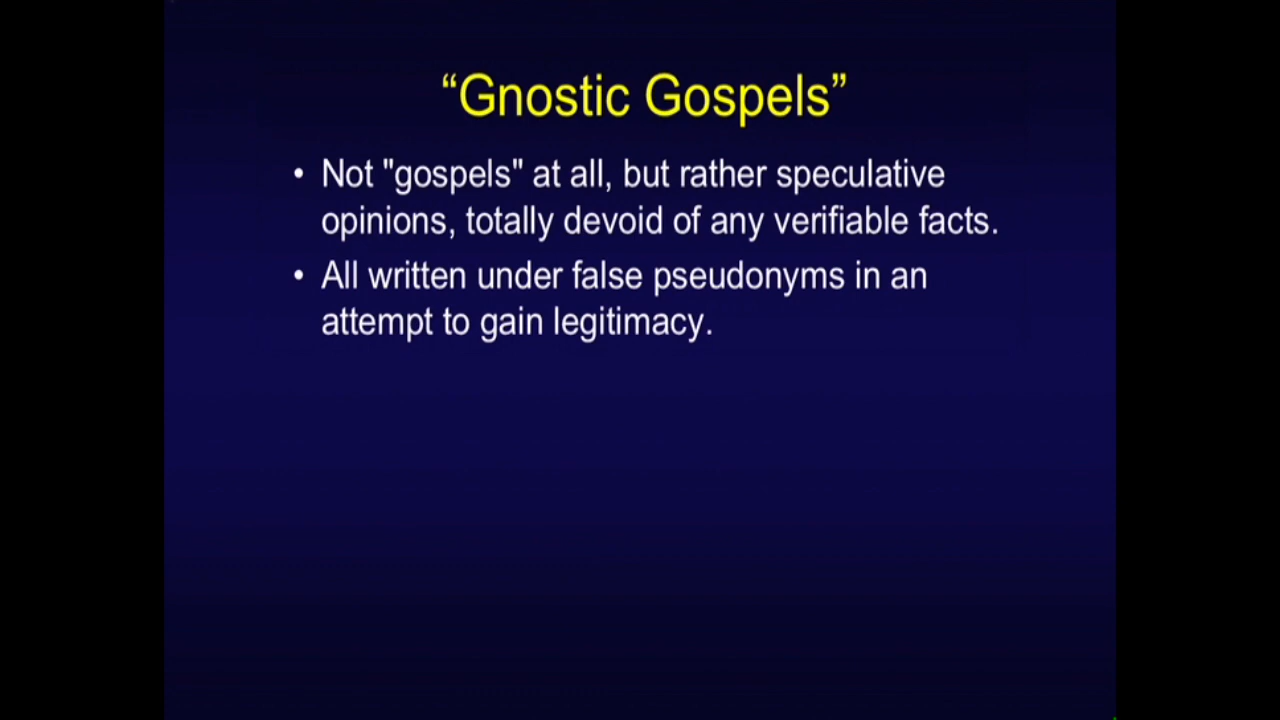 “Gnostic Gospels”
• Not "gospels" at all, but rather speculative
opinions, totally devoid of any verifiable facts.
• All written under false pseudonyms in an
attempt to gain legitimacy.